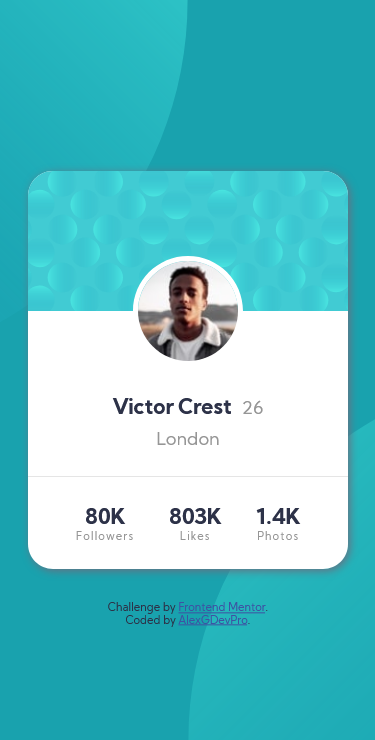 Victor Crest 26
London
80K 803K 1.4K
Followers Likes Photos
Challenge by Frontend Mentor.
Coded by AlexGDevPro.